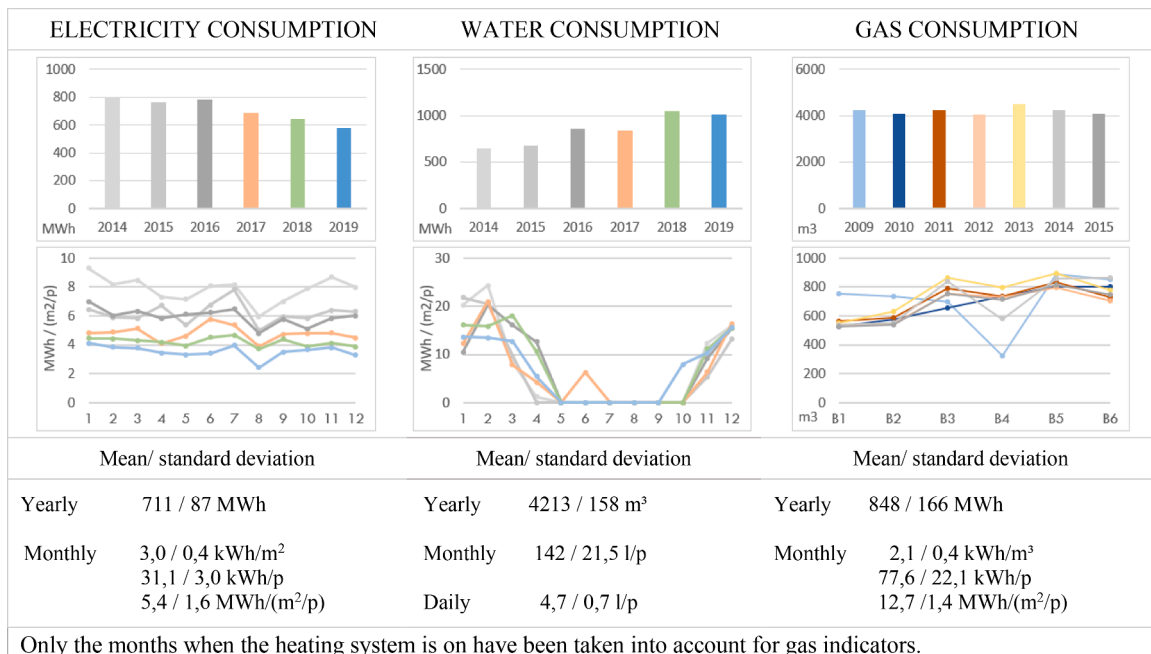 ELECTRICITY CONSUMPTION WATER CONSUMPTION GAS CONSUMPTION
1000
800
600
400
200
0
MWh 2014 2015 2016 2017 2018 2019
1500
1000
500
0
MWh 2014 2015 2016 2017 2018 2019
6000
4000
2000
0
m3 2009 2010 2011 2012 2013 2014 2015
MWh / (m2/p)
10
8
6
4
2
0
1 2 3 4 5 6 7 8 9 10 11 12
MWh / (m2/p)
30
20
10
0
1 2 3 4 5 6 7 8 9 10 11 12
1000
800
600
400
200
0
m3 B1 B2 B3 B4 B5 B6
Mean/ standard deviation Mean/ standard deviation Mean/ standard deviation
Yearly 711 / 87 MWh Yearly 4213 / 158 m³ Yearly 848 / 166 MWh
Monthly 3,0 / 0,4 kWh/m² Monthly 142 / 21,5 l/p Monthly 2,1 / 0,4 kWh/m³
31,1 / 3,0 kWh/p 77,6 / 22,1 kWh/p
5,4 / 1,6 MWh/(m²/p) Daily 4,7 / 0,7 l/p 12,7 /1,4 MWh/(m²/p)
Only the months when the heating system is on have been taken into account for gas indicators.